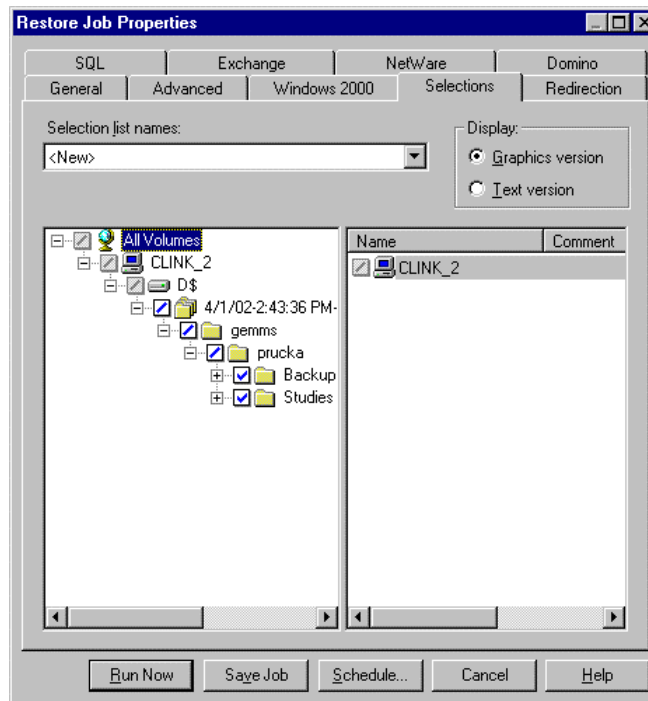 Restore Job Properties
SQL Exchange NetWare Domino
General Advanced Windows 2000 Selections Redirection
Selection list names:
<New>
Display:
Graphics version
Text version
All Volumes
CLINK_2
D$
4/1/02-2:43:36 PM-
gemms
prucka
Backup
Studies
Name Comment
CLINK_2
Run Now Save Job Schedule... Cancel Help